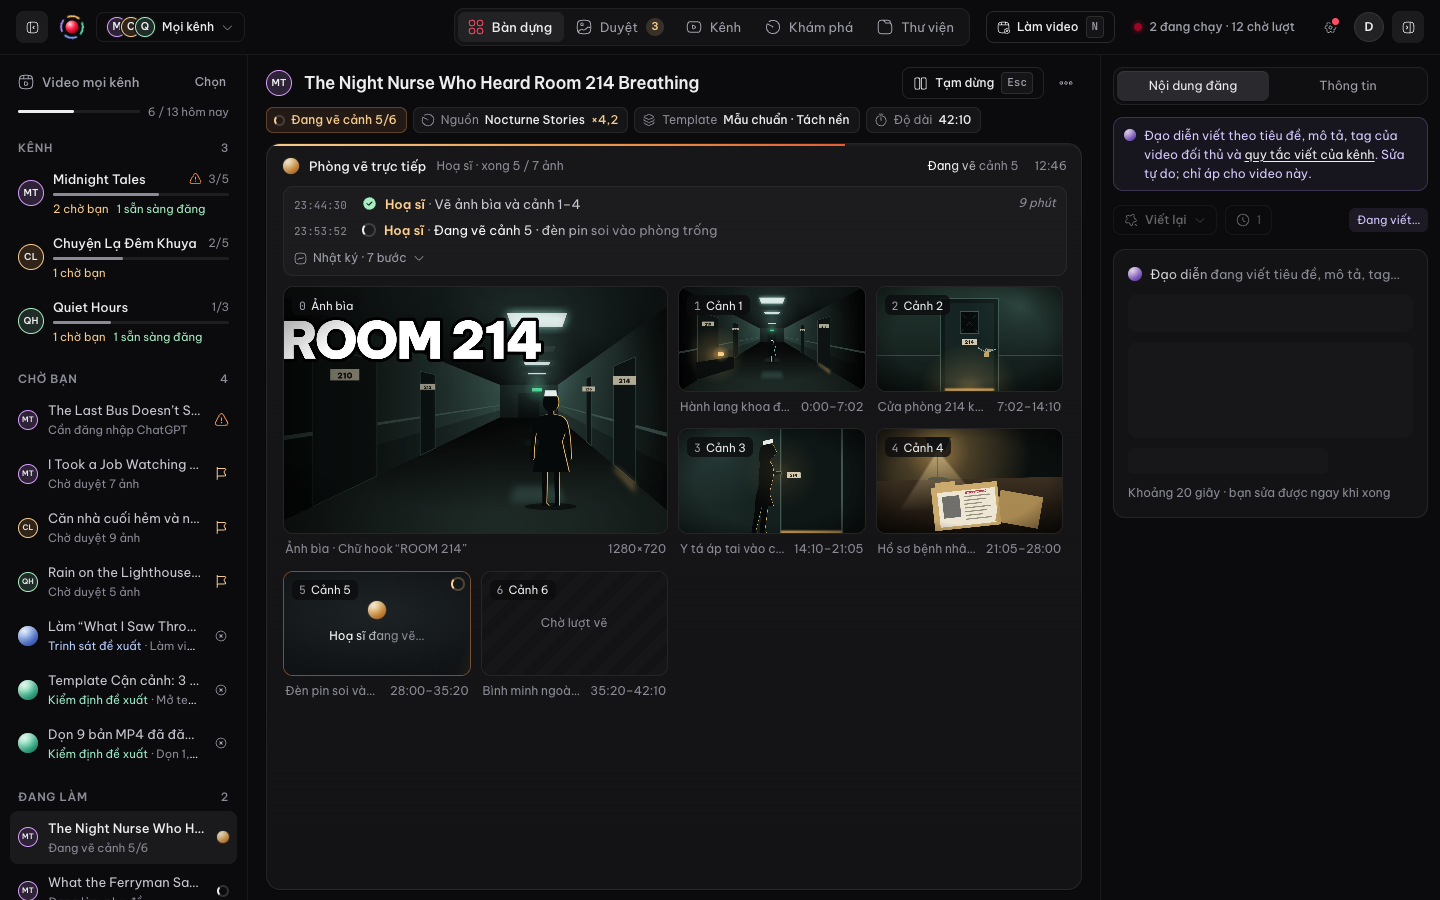 Mọi kênh
Bàn dựng
Duyệt 3
Kênh
Khám phá
Thư viện
Làm video N
2 đang chạy · 12 chờ lượt
D
Video mọi kênh
Chọn
6 / 13 hôm nay
KÊNH 3
MT Midnight Tales 3/5
2 chờ bạn 1 sẵn sàng đăng
CL Chuyện Lạ Đêm Khuya 2/5
1 chờ bạn
QH Quiet Hours 1/3
1 chờ bạn 1 sẵn sàng đăng
CHỜ BẠN 4
MT The Last Bus Doesn't S...
Cần đăng nhập ChatGPT
MT I Took a Job Watching ...
Chờ duyệt 7 ảnh
CL Căn nhà cuối hẻm và n...
Chờ duyệt 9 ảnh
QH Rain on the Lighthouse...
Chờ duyệt 5 ảnh
Làm “What I Saw Thro...
Trinh sát đề xuất · Làm vi...
Template Cận cảnh: 3 ...
Kiểm định đề xuất · Mở te...
Dọn 9 bản MP4 đã đă...
Kiểm định đề xuất · Dọn 1,...
ĐANG LÀM 2
MT The Night Nurse Who H...
Đang vẽ cảnh 5/6
MT What the Ferryman Sa...
MT The Night Nurse Who Heard Room 214 Breathing
Tạm dừng Esc
Đang vẽ cảnh 5/6
Nguồn Nocturne Stories ×4,2
Template Mẫu chuẩn · Tách nền
Độ dài 42:10
Phòng vẽ trực tiếp Hoạ sĩ · xong 5 / 7 ảnh
Đang vẽ cảnh 5 12:46
23:44:30 Hoạ sĩ · Vẽ ảnh bìa và cảnh 1–4 9 phút
23:53:52 Hoạ sĩ · Đang vẽ cảnh 5 · đèn pin soi vào phòng trống
Nhật ký · 7 bước
0 Ảnh bìa
ROOM 214
210
214
Ảnh bìa · Chữ hook “ROOM 214” 1280×720
1 Cảnh 1
Hành lang khoa đ... 0:00–7:02
2 Cảnh 2
214
Cửa phòng 214 k... 7:02–14:10
3 Cảnh 3
214
Y tá áp tai vào c... 14:10–21:05
4 Cảnh 4
Hồ sơ bệnh nhâ... 21:05–28:00
5 Cảnh 5
Hoạ sĩ đang vẽ...
Đèn pin soi và... 28:00–35:20
6 Cảnh 6
Chờ lượt vẽ
Bình minh ngoà... 35:20–42:10
Nội dung đăng
Thông tin
Đạo diễn viết theo tiêu đề, mô tả, tag của
video đối thủ và quy tắc viết của kênh. Sửa
tự do; chỉ áp cho video này.
Viết lại
1
Đang viết...
Đạo diễn đang viết tiêu đề, mô tả, tag...
Khoảng 20 giây · bạn sửa được ngay khi xong